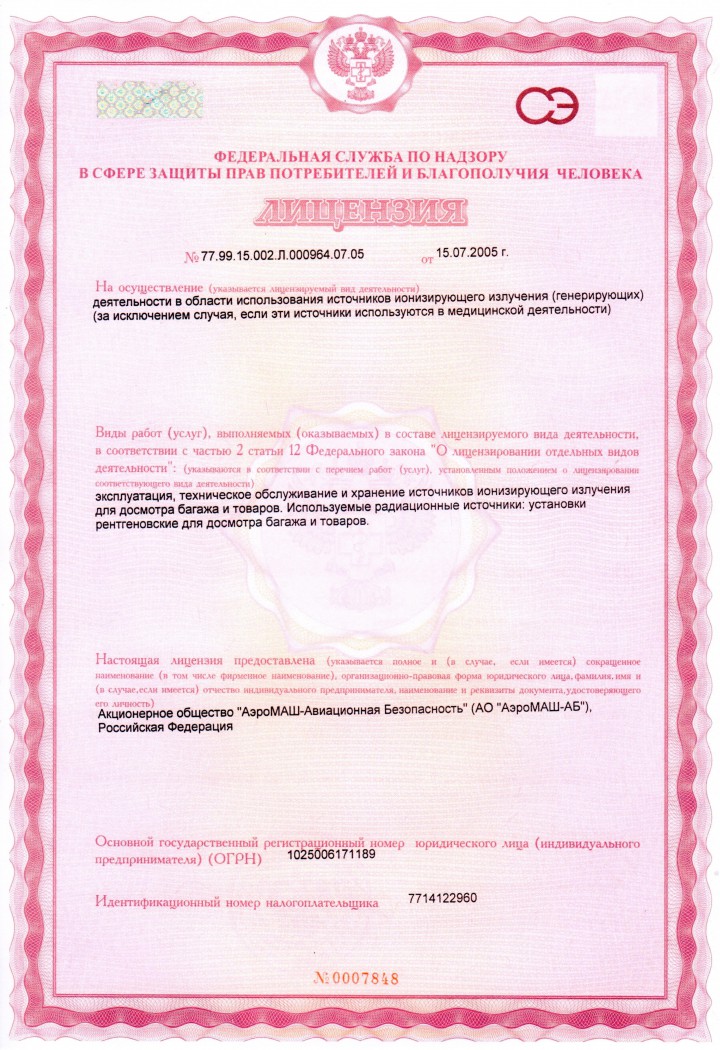 СЭ
ФЕДЕРАЛЬНАЯ СЛУЖБА ПО НАДЗОРУ
В СФЕРЕ ЗАЩИТЫ ПРАВ ПОТРЕБИТЕЛЕЙ И БЛАГОПОЛУЧИЯ ЧЕЛОВЕКА
ЛИЦЕНЗИЯ
№ 77.99.15.002.Л.000964.07.05 от 15.07.2005 г.
На осуществление (указывается лицензируемый вид деятельности)
деятельности в области использования источников ионизирующего излучения (генерирующих)
(за исключением случая, если эти источники используются в медицинской деятельности)
Виды работ (услуг), выполняемых (оказываемых) в составе лицензируемого вида деятельности,
в соответствии с частью 2 статьи 12 Федерального закона "О лицензировании отдельных видов
деятельности": (указываются в соответствии с перечнем работ (услуг), установленным положением о лицензировании
соответствующего вида деятельности)
эксплуатация, техническое обслуживание и хранение источников ионизирующего излучения
для досмотра багажа и товаров. Используемые радиационные источники: установки
рентгеновские для досмотра багажа и товаров.
Настоящая лицензия предоставлена (указывается полное и (в случае, если имеется) сокращенное
наименование (в том числе фирменное наименование), организационно-правовая форма юридического лица, фамилия, имя и
(в случае, если имеется) отчество индивидуального предпринимателя, наименование и реквизиты документа, удостоверяющего
его личность)
Акционерное общество "АэроМАШ-Авиационная Безопасность" (АО "АэроМАШ-АБ"),
Российская Федерация
Основной государственный регистрационный номер юридического лица (индивидуального
предпринимателя) (ОГРН) 1025006171189
Идентификационный номер налогоплательщика 7714122960
№0007848